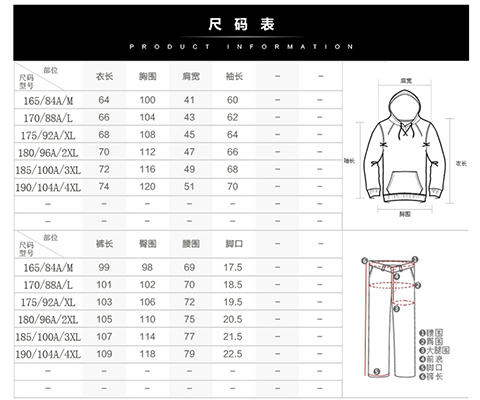 尺码表
PRODUCT INFORMATION
部位 尺码 型号 衣长 胸围 肩宽 袖长 – –
165/84A/M 64 100 41 60 – –
170/88A/L 66 104 43 62 – –
175/92A/XL 68 108 45 64 – –
180/96A/2XL 70 112 47 66 – –
185/100A/3XL 72 116 49 68 – –
190/104A/4XL 74 120 51 70 – –
– – – – – – –
– – – – – – –
肩宽
袖长
衣长
胸围
部位 尺码 型号 裤长 臀围 腰围 脚口 – –
165/84A/M 99 98 69 17.5 – –
170/88A/L 101 102 70 18.5 – –
175/92A/XL 103 106 72 19.5 – –
180/96A/2XL 105 110 75 20.5 – –
185/100A/3XL 107 114 77 21.5 – –
190/104A/4XL 109 118 79 22.5 – –
– – – – – – –
– – – – – – –
❶腰围
❷臀围
❸大腿围
❹前浪
❺脚口
❻裤长